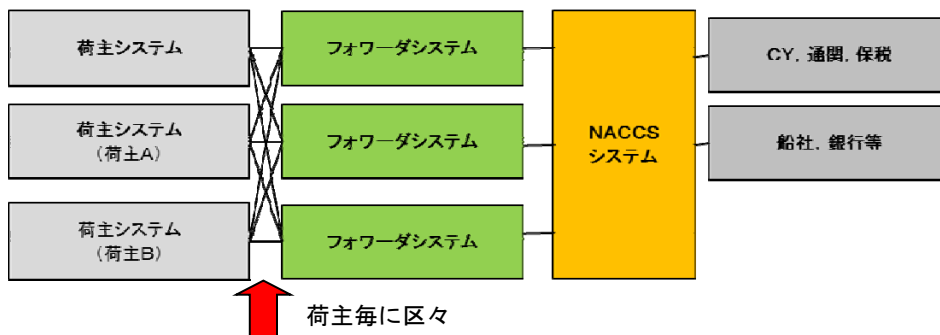 荷主システム
フォワーダシステム
CY, 通関, 保税
荷主システム
(荷主A)
フォワーダシステム
NACCS
システム
船社, 銀行等
荷主システム
(荷主B)
フォワーダシステム
荷主毎に区々